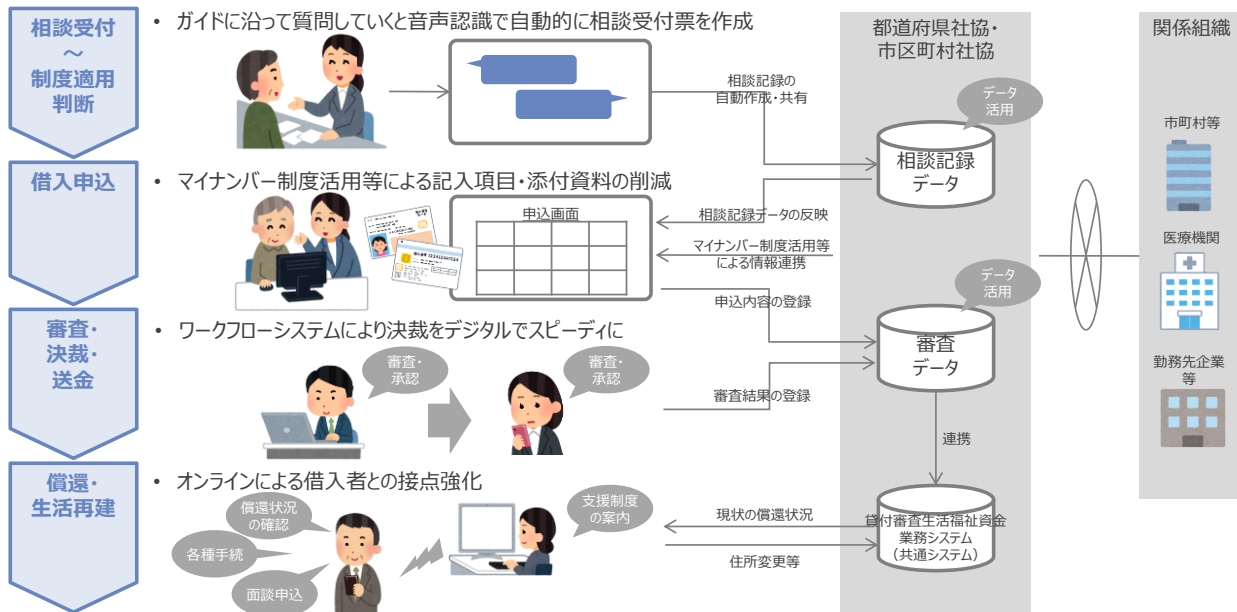 相談受付
～
制度適用
判断
• ガイドに沿って質問していくと音声認識で自動的に相談受付票を作成
相談記録の
自動作成・共有
都道府県社協・
市区町村社協
関係組織
データ
活用
相談記録
データ
市町村等
借入申込
• マイナンバー制度活用等による記入項目・添付資料の削減
申込画面
相談記録データの反映
マイナンバー制度活用等
による情報連携
申込内容の登録
医療機関
データ
活用
審査
データ
審査・
決裁・
送金
• ワークフローシステムにより決裁をデジタルでスピーディに
審査・
承認
審査・
承認
審査結果の登録
勤務先企業
等
連携
償還・
生活再建
• オンラインによる借入者との接点強化
償還状況
の確認
各種手続
面談申込
支援制度
の案内
現状の償還状況
住所変更等
貸付審査生活福祉資金
業務システム
（共通システム）